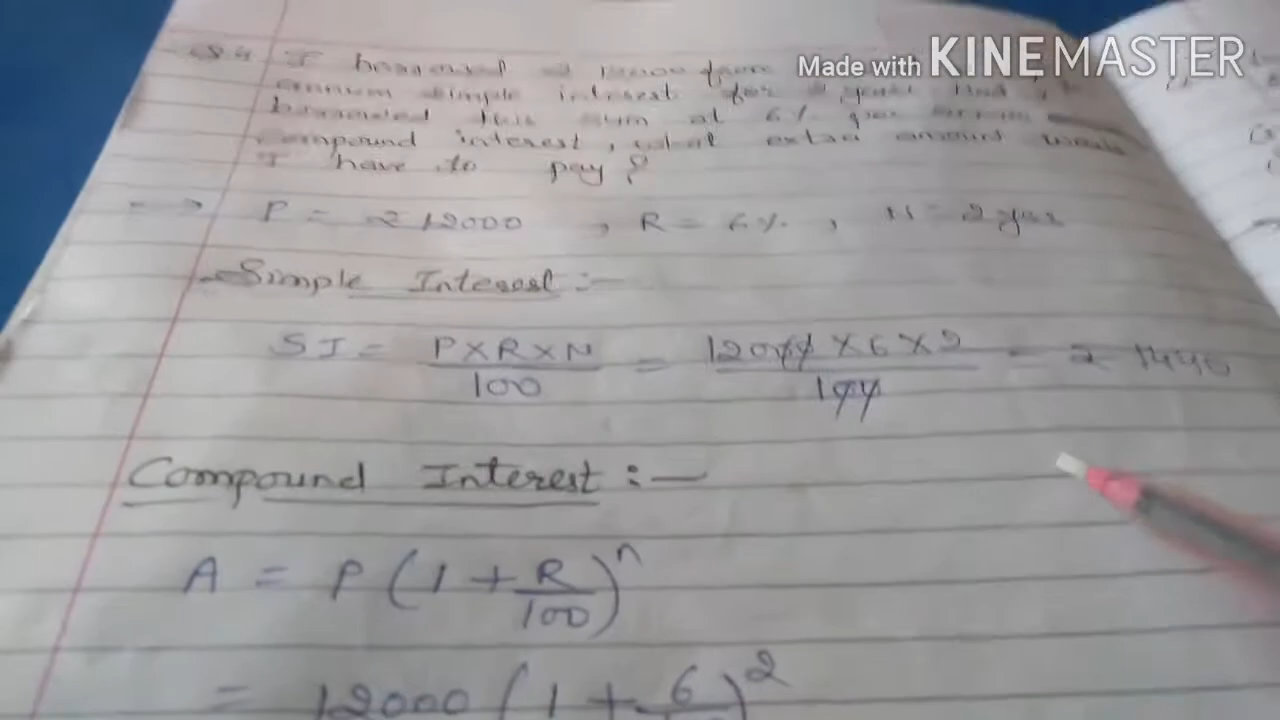 Made with KINEMASTER
I borrowed ₹ 12000 from
annum simple interest for 2 years Had
borrowed this sum at 6% per annum
compound interest, what extra amount would
I have to pay?
→ P = ₹ 12000 , R = 6% , N = 2 year
Simple Interest :-
SI = P×R×N / 100 = 12000 × 6 × 2 / 100 = ₹ 1440
Compound Interest :-
A = P (1 + R/100)^n
= 12000 (1 + 6/)^2